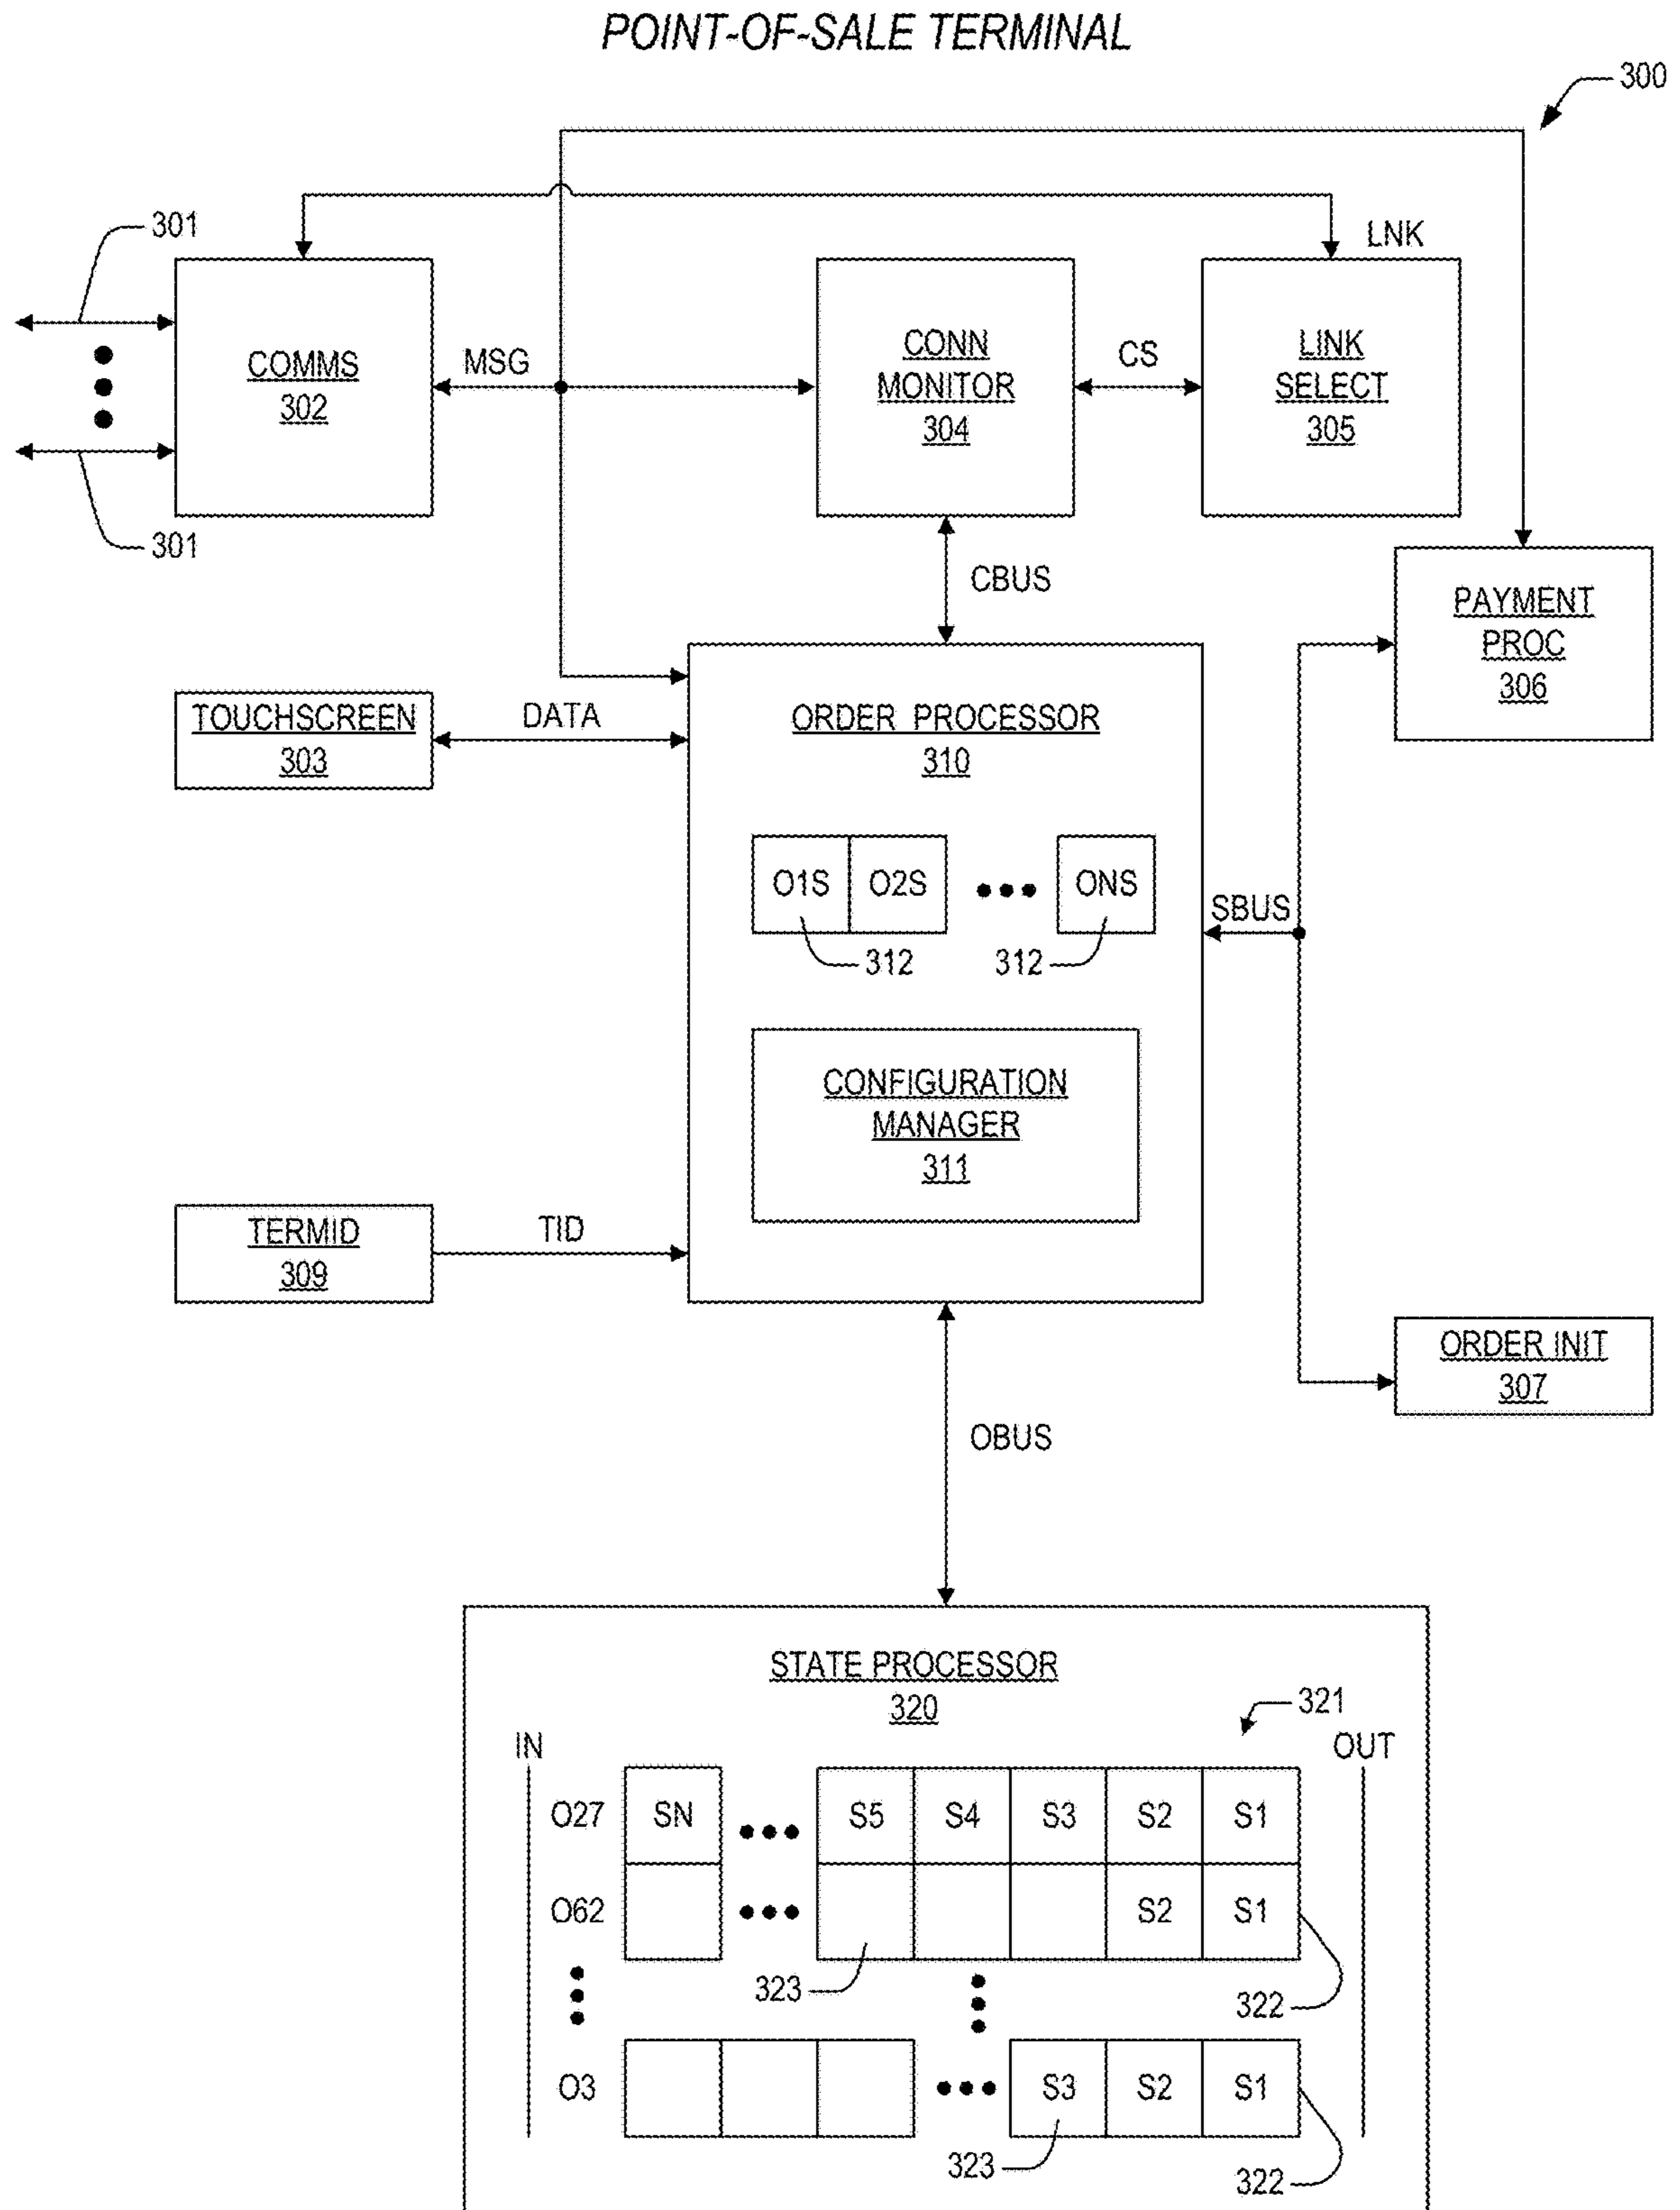 POINT-OF-SALE TERMINAL
300
301
LNK
COMMS
302
MSG
CONN
MONITOR
304
CS
LINK
SELECT
305
301
CBUS
PAYMENT
PROC
306
TOUCHSCREEN
303
DATA
ORDER PROCESSOR
310
O1S
O2S
ONS
312
312
SBUS
CONFIGURATION
MANAGER
311
TERMID
309
TID
ORDER INIT
307
OBUS
STATE PROCESSOR
320
321
IN
OUT
O27 SN S5 S4 S3 S2 S1
O62 S2 S1
323
322
O3 S3 S2 S1
323
322